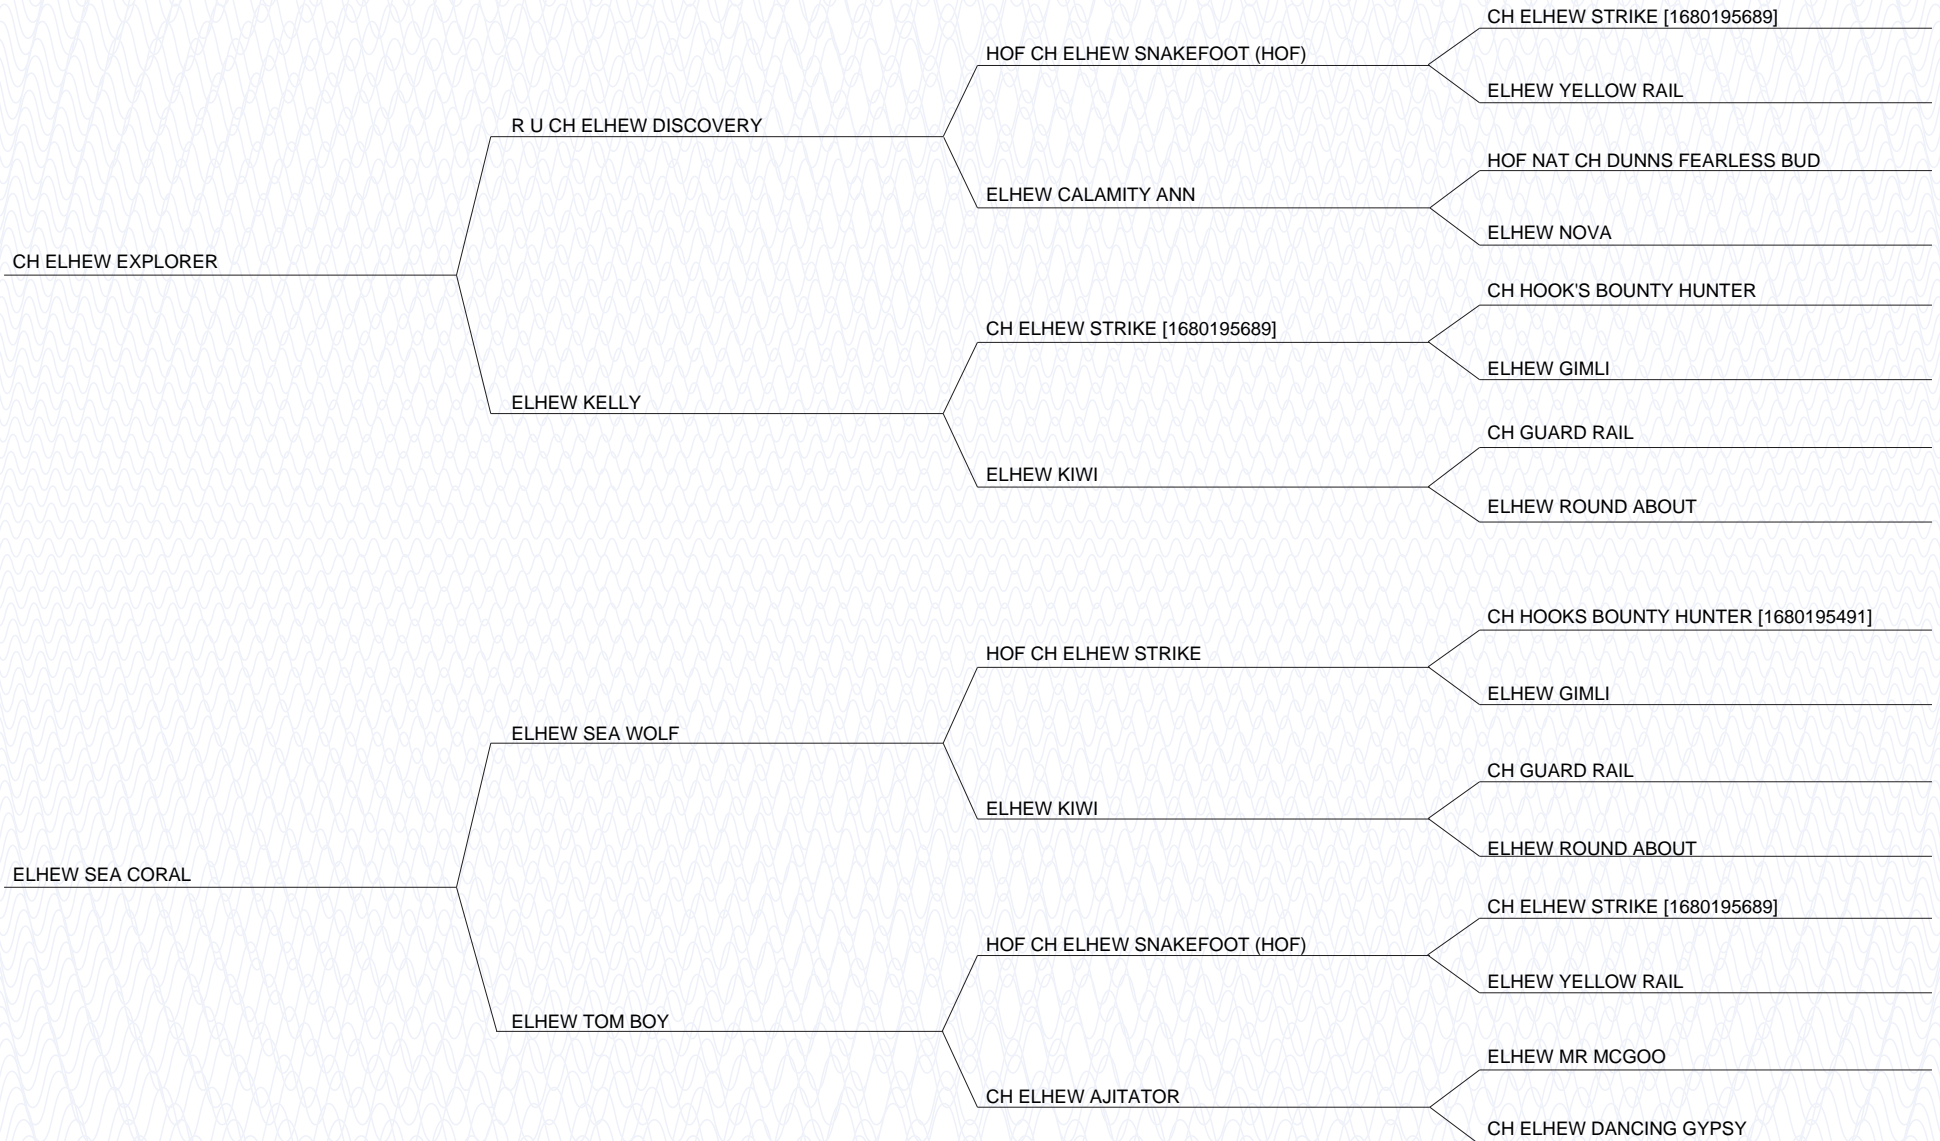 CH ELHEW STRIKE [1680195689]
HOF CH ELHEW SNAKEFOOT (HOF)
ELHEW YELLOW RAIL
R U CH ELHEW DISCOVERY
HOF NAT CH DUNNS FEARLESS BUD
ELHEW CALAMITY ANN
ELHEW NOVA
CH ELHEW EXPLORER
CH HOOK'S BOUNTY HUNTER
CH ELHEW STRIKE [1680195689]
ELHEW GIMLI
ELHEW KELLY
CH GUARD RAIL
ELHEW KIWI
ELHEW ROUND ABOUT
CH HOOKS BOUNTY HUNTER [1680195491]
HOF CH ELHEW STRIKE
ELHEW GIMLI
ELHEW SEA WOLF
CH GUARD RAIL
ELHEW KIWI
ELHEW ROUND ABOUT
ELHEW SEA CORAL
CH ELHEW STRIKE [1680195689]
HOF CH ELHEW SNAKEFOOT (HOF)
ELHEW YELLOW RAIL
ELHEW TOM BOY
ELHEW MR MCGOO
CH ELHEW AJITATOR
CH ELHEW DANCING GYPSY